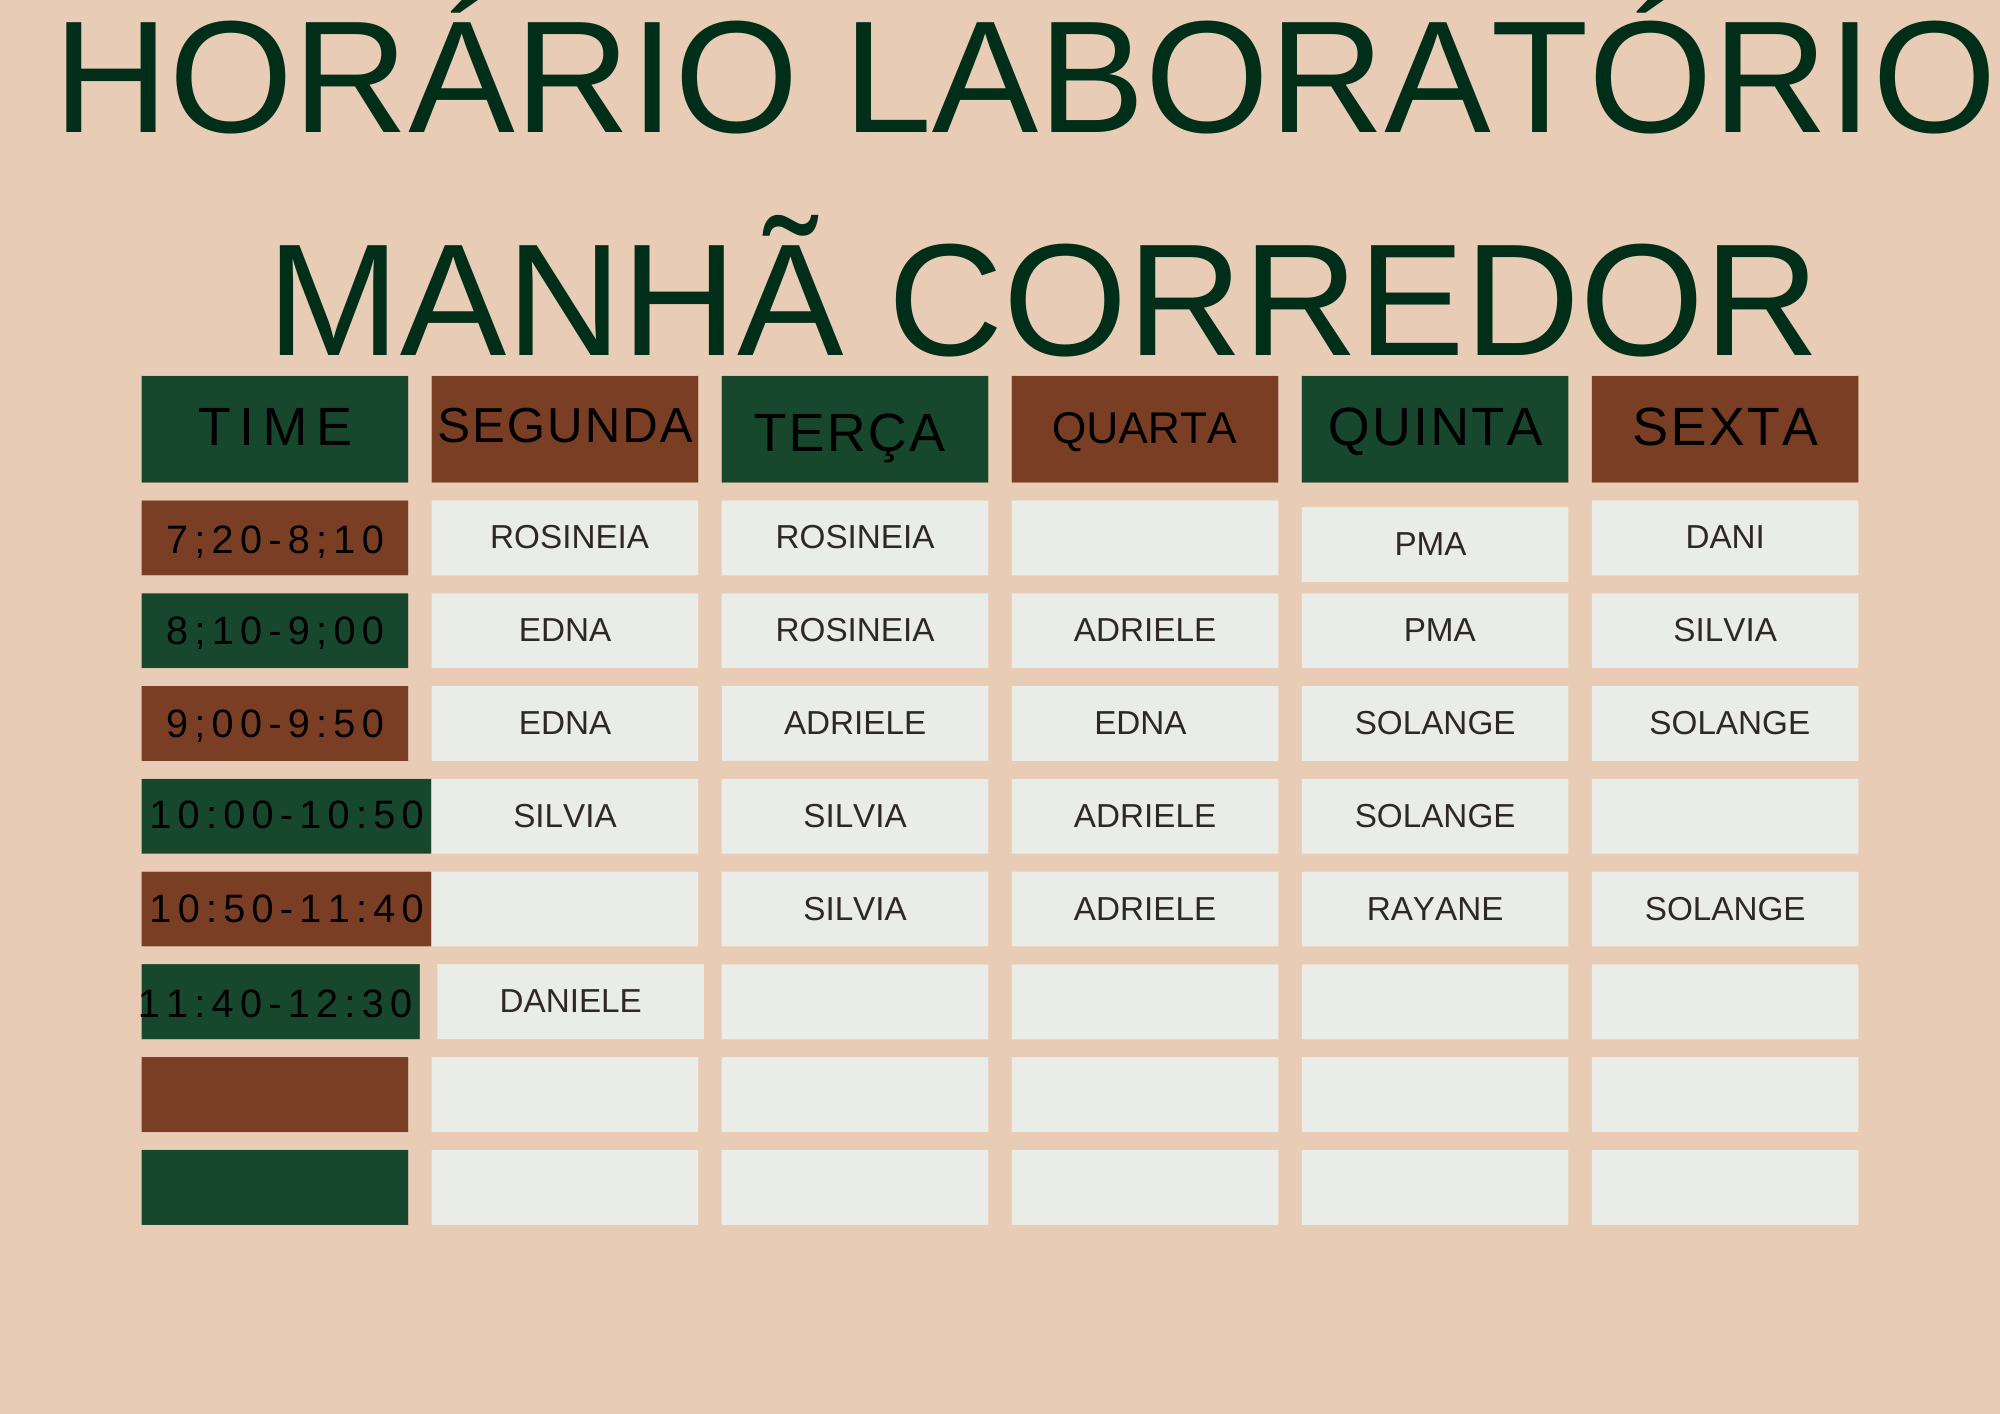 HORÁRIO LABORATÓRIO
MANHÃ CORREDOR
TIME SEGUNDA TERÇA QUARTA QUINTA SEXTA
7;20-8;10 ROSINEIA ROSINEIA PMA DANI
8;10-9;00 EDNA ROSINEIA ADRIELE PMA SILVIA
9;00-9:50 EDNA ADRIELE EDNA SOLANGE SOLANGE
10:00-10:50 SILVIA SILVIA ADRIELE SOLANGE
10:50-11:40 SILVIA ADRIELE RAYANE SOLANGE
11:40-12:30 DANIELE